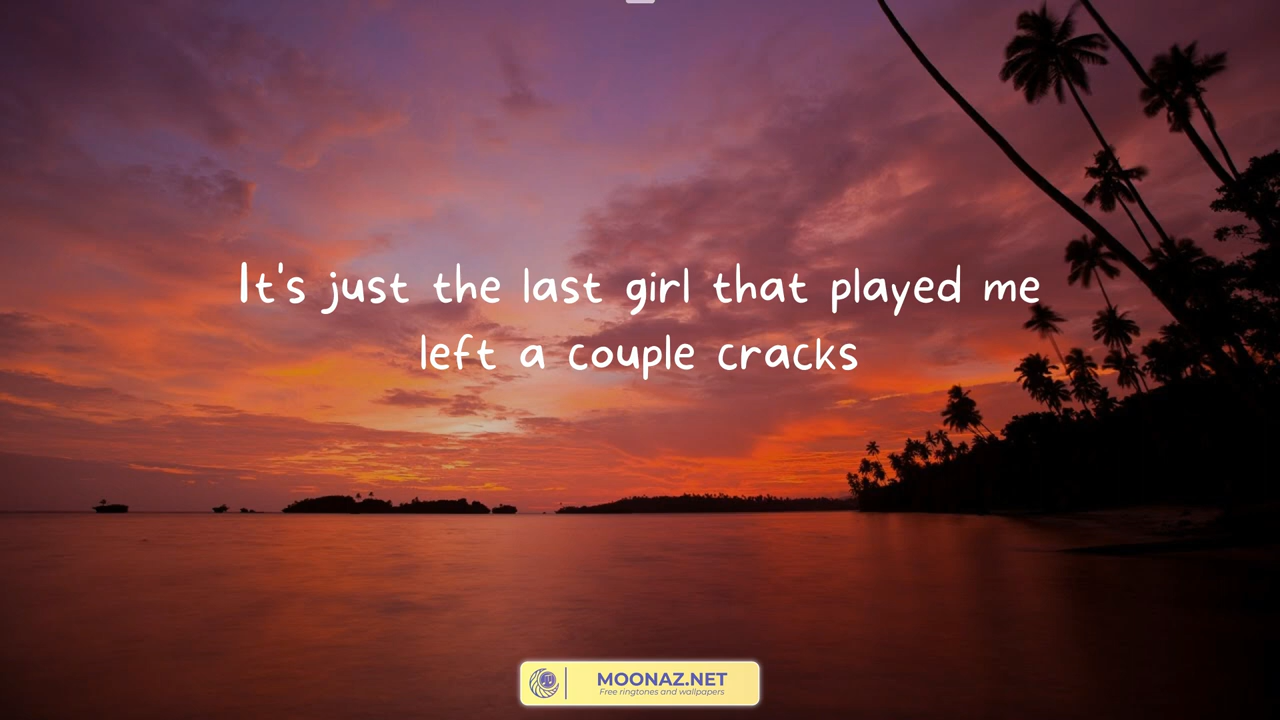 It's just the last girl that played me
left a couple cracks
MOONAZ.NET
Free ringtones and wallpapers